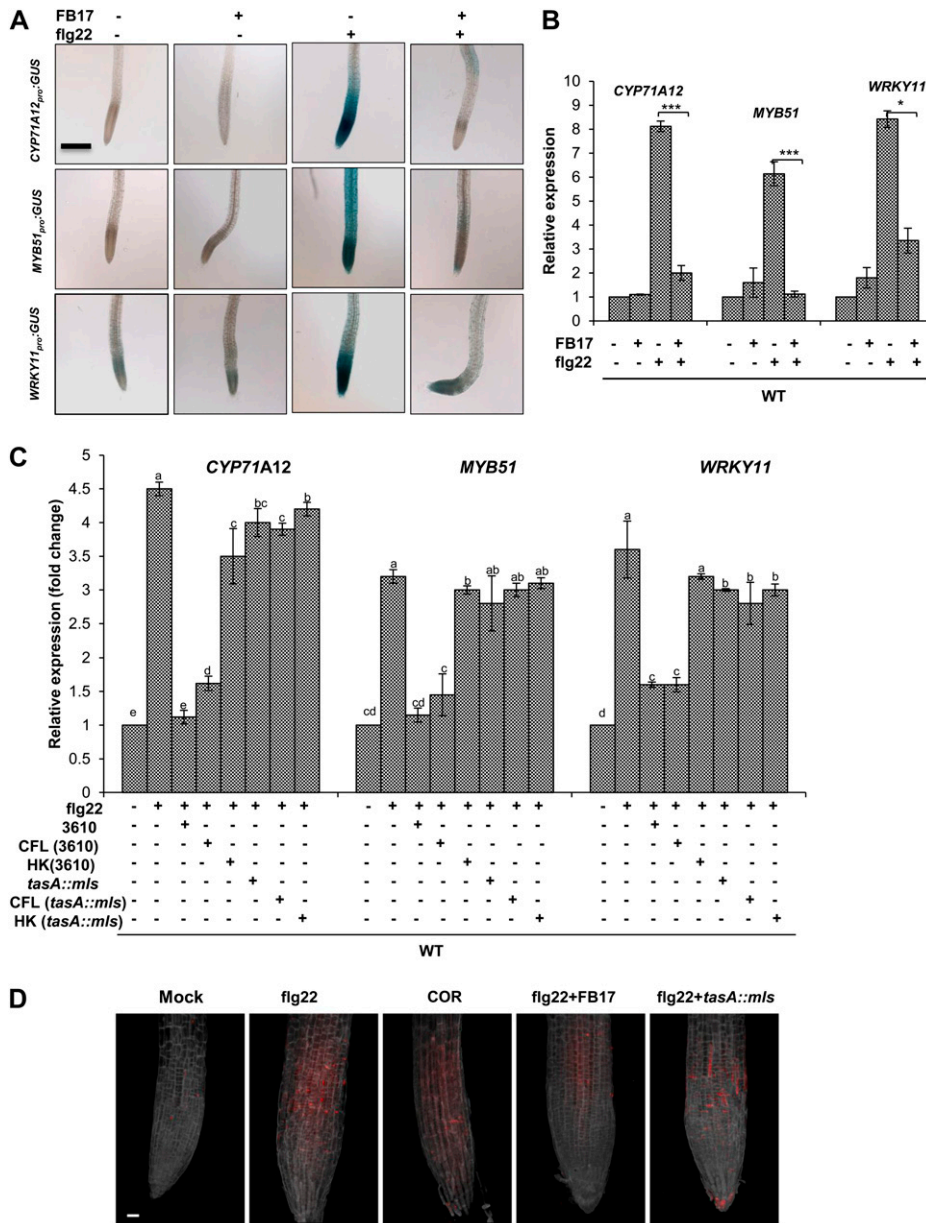 A
FB17 - + - +
flg22 - - + +
CYP71A12pro:GUS
MYB51pro:GUS
WRKY11pro:GUS
B
Relative expression
10
9
8
7
6
5
4
3
2
1
0
CYP71A12
***
MYB51
***
WRKY11
*
FB17 - + - + - + - + - + - +
flg22 - - + + - - + + - - + +
WT
C
Relative expression (fold change)
5
4.5
4
3.5
3
2.5
2
1.5
1
0.5
0
CYP71A12
MYB51
WRKY11
e a e d c bc c b
cd a cd c b ab ab ab
d a c c a b b b
flg22 - + + + + + + + - + + + + + + + - + + + + + + +
3610 - - + - - - - - - - + - - - - - - - + - - - - -
CFL (3610) - - - + - - - - - - - + - - - - - - - + - - - -
HK(3610) - - - - + - - - - - - - + - - - - - - - + - - -
tasA::mls - - - - - + - - - - - - - + - - - - - - - + - -
CFL (tasA::mls) - - - - - - + - - - - - - - + - - - - - - - + -
HK (tasA::mls) - - - - - - - + - - - - - - - + - - - - - - - +
WT
D
Mock flg22 COR flg22+FB17 flg22+tasA::mls